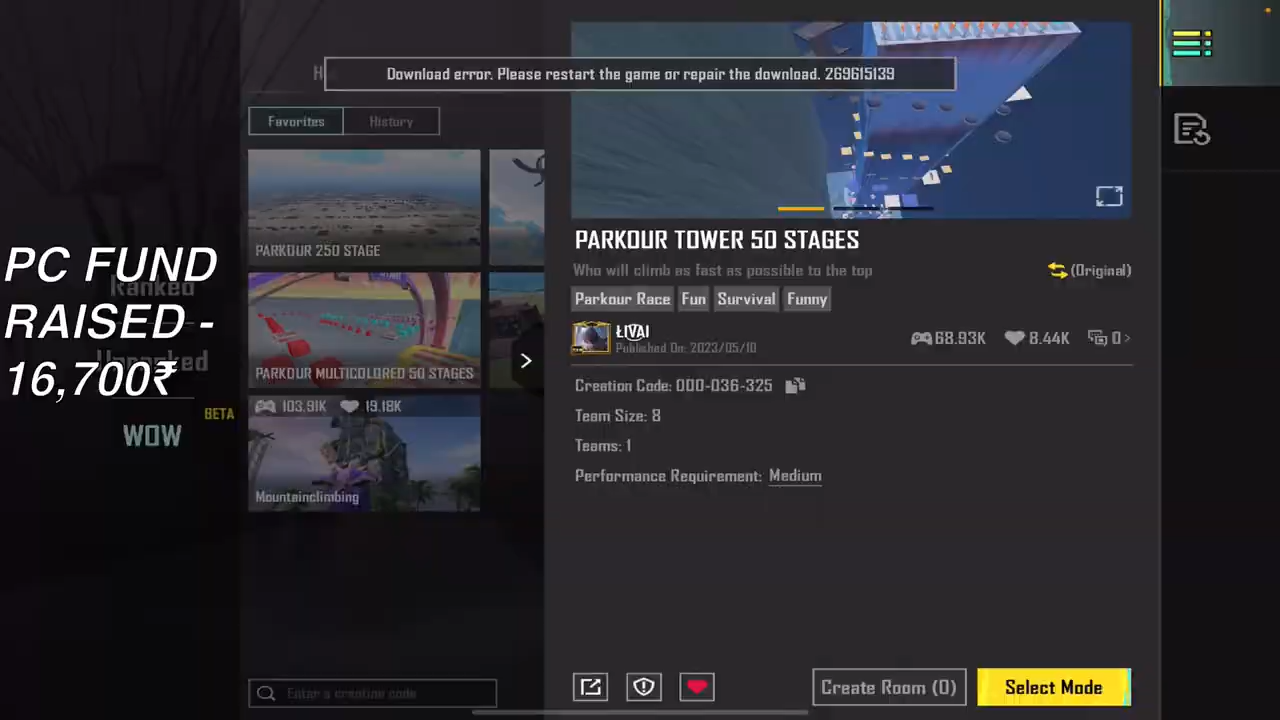 Download error. Please restart the game or repair the download. 269615139
Favorites
History
PARKOUR 250 STAGE
PARKOUR MULTICOLORED 50 STAGES
103.91K
19.18K
Mountainclimbing
Enter a creation code
PC FUND
RAISED -
16,700₹
Ranked
Unranked
BETA
WOW
PARKOUR TOWER 50 STAGES
Who will climb as fast as possible to the top
(Original)
Parkour Race
Fun
Survival
Funny
ŁIVAI
68.93K
8.44K
0
Published On: 2023/05/10
Creation Code: 000-036-325
Team Size: 8
Teams: 1
Performance Requirement: Medium
Create Room (0)
Select Mode